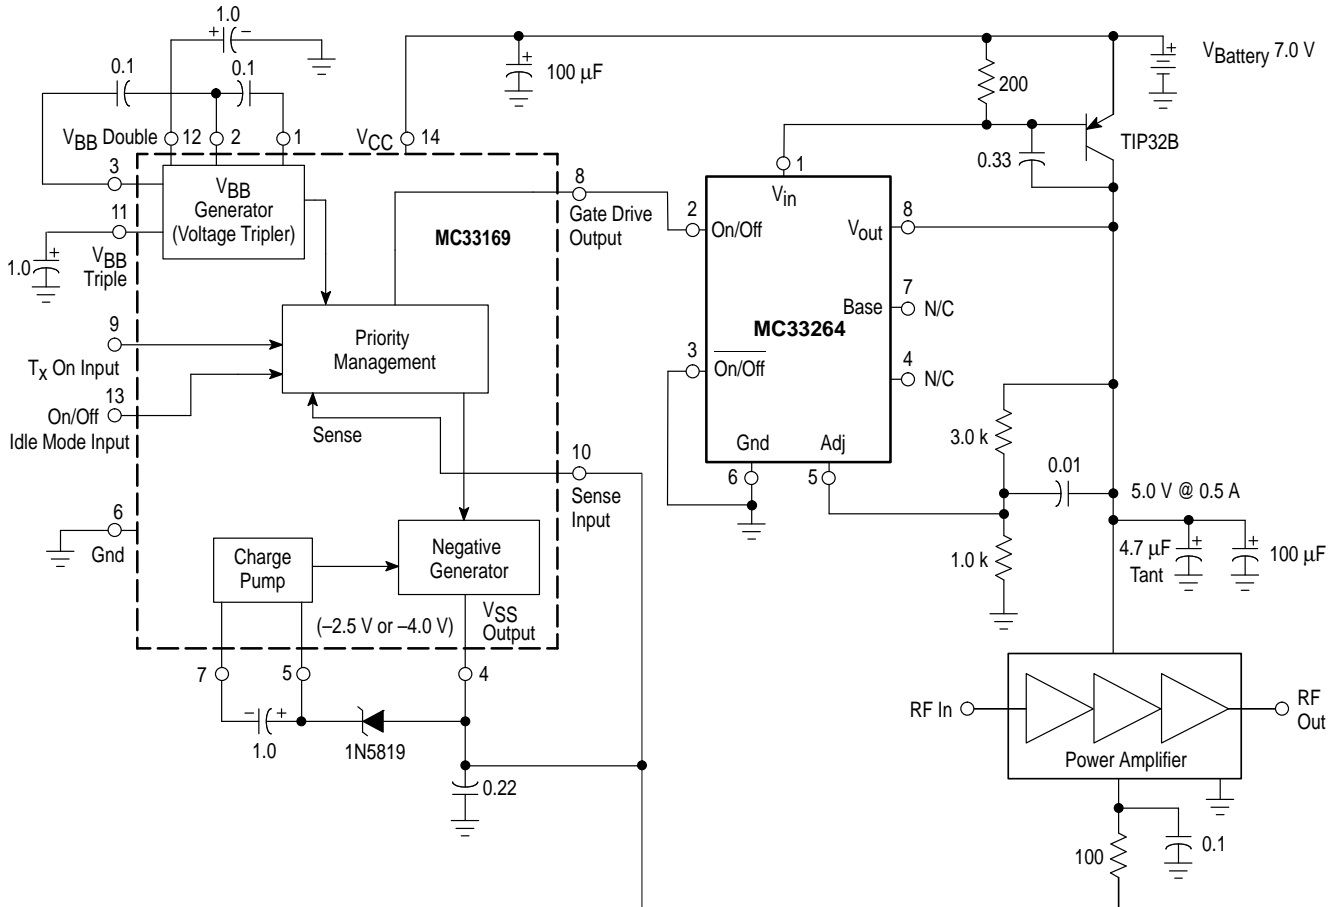 1.0
+
−
0.1
0.1
100 µF
+
+
VBattery 7.0 V
200
VBB Double
12
2
1
VCC
14
TIP32B
0.33
3
VBB
Generator
(Voltage Tripler)
8
Gate Drive
Output
MC33169
1
Vin
2
On/Off
8
Vout
11
VBB
Triple
1.0
+
7
Base
N/C
MC33264
9
Tx On Input
Priority
Management
3
On/Off
4
N/C
13
On/Off
Idle Mode Input
Sense
3.0 k
Gnd
Adj
10
Sense
Input
6
5
0.01
5.0 V @ 0.5 A
6
Gnd
Charge
Pump
Negative
Generator
1.0 k
4.7 µF
Tant
+
+
100 µF
(–2.5 V or –4.0 V)
VSS
Output
7
5
4
−
+
1.0
1N5819
RF In
RF
Out
Power Amplifier
0.22
100
0.1